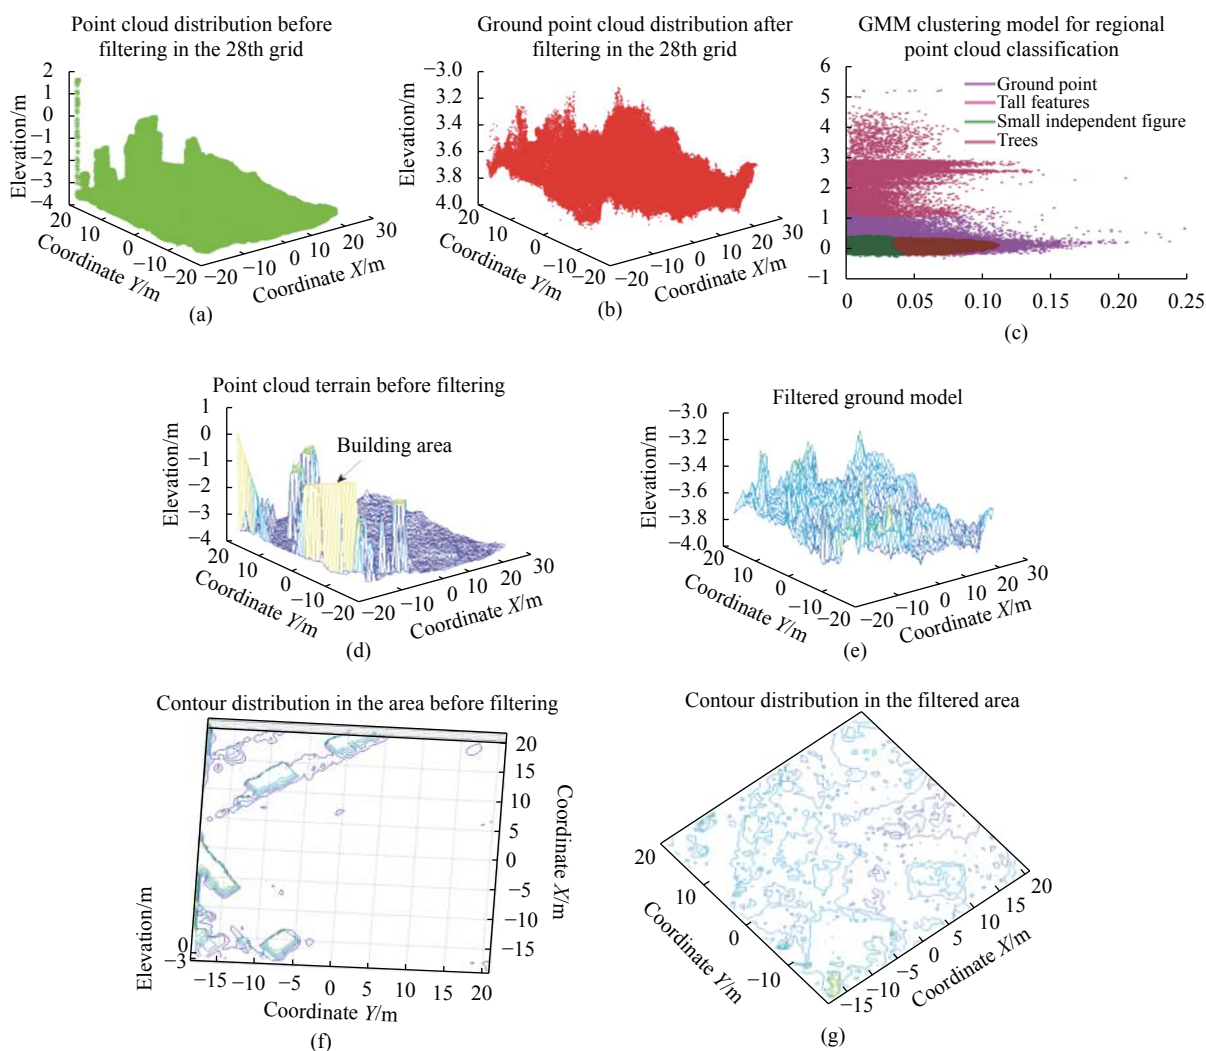 Point cloud distribution before
filtering in the 28th grid
2
1
0
−1
−2
−3
−4
Elevation/m
20
10
0
−10
−20
Coordinate Y/m
−20
−10
0
10
20
30
Coordinate X/m
(a)
Ground point cloud distribution after
filtering in the 28th grid
−3.0
3.2
3.4
3.6
3.8
4.0
Elevation/m
20
10
0
−10
−20
Coordinate Y/m
−20
−10
0
10
20
30
Coordinate X/m
(b)
GMM clustering model for regional
point cloud classification
6
5
4
3
2
1
0
−1
Ground point
Tall features
Small independent figure
Trees
0 0.05 0.10 0.15 0.20 0.25
(c)
Point cloud terrain before filtering
1
0
−1
−2
−3
−4
Elevation/m
Building area
20
10
0
−10
−20
Coordinate Y/m
−20
−10
0
10
20
30
Coordinate X/m
(d)
Filtered ground model
−3.0
−3.2
−3.4
−3.6
−3.8
−4.0
Elevation/m
20
10
0
−10
−20
Coordinate Y/m
−20
−10
0
10
20
30
Coordinate X/m
(e)
Contour distribution in the area before filtering
20
15
10
5
0
−5
−10
−15
Coordinate X/m
Elevation/m
0
−3
−15 −10 −5 0 5 10 15 20
Coordinate Y/m
(f)
Contour distribution in the filtered area
20
10
0
−10
Coordinate Y/m
−15
−10
−5
0
5
10
15
20
Coordinate X/m
(g)